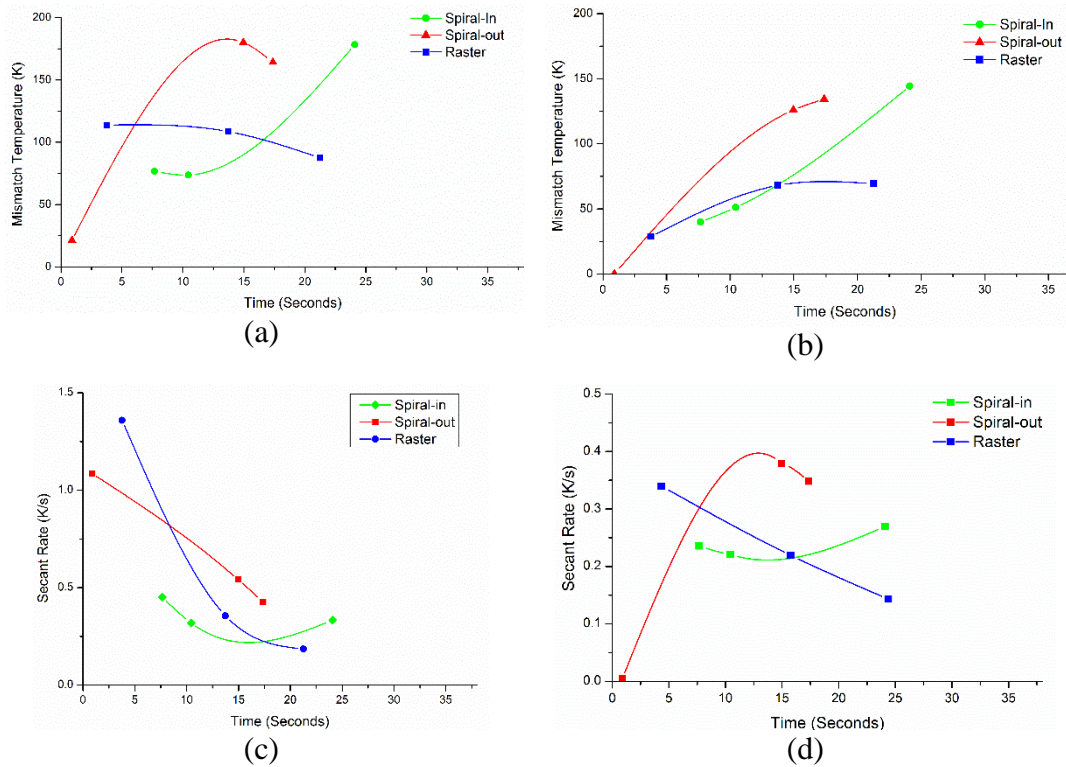 Spiral-In
Spiral-out
Raster
Mismatch Temperature (K)
200
150
100
50
0
0 5 10 15 20 25 30 35
Time (Seconds)
(a)
Spiral-In
Spiral-out
Raster
Mismatch Temperature (K)
200
150
100
50
0
0 5 10 15 20 25 30 35
Time (Seconds)
(b)
Spiral-in
Spiral-out
Raster
Secant Rate (K/s)
1.5
1.0
0.5
0.0
0 5 10 15 20 25 30 35
Time (Seconds)
(c)
Spiral-in
Spiral-out
Raster
Secant Rate (K/s)
0.5
0.4
0.3
0.2
0.1
0.0
0 5 10 15 20 25 30 35
Time (Seconds)
(d)